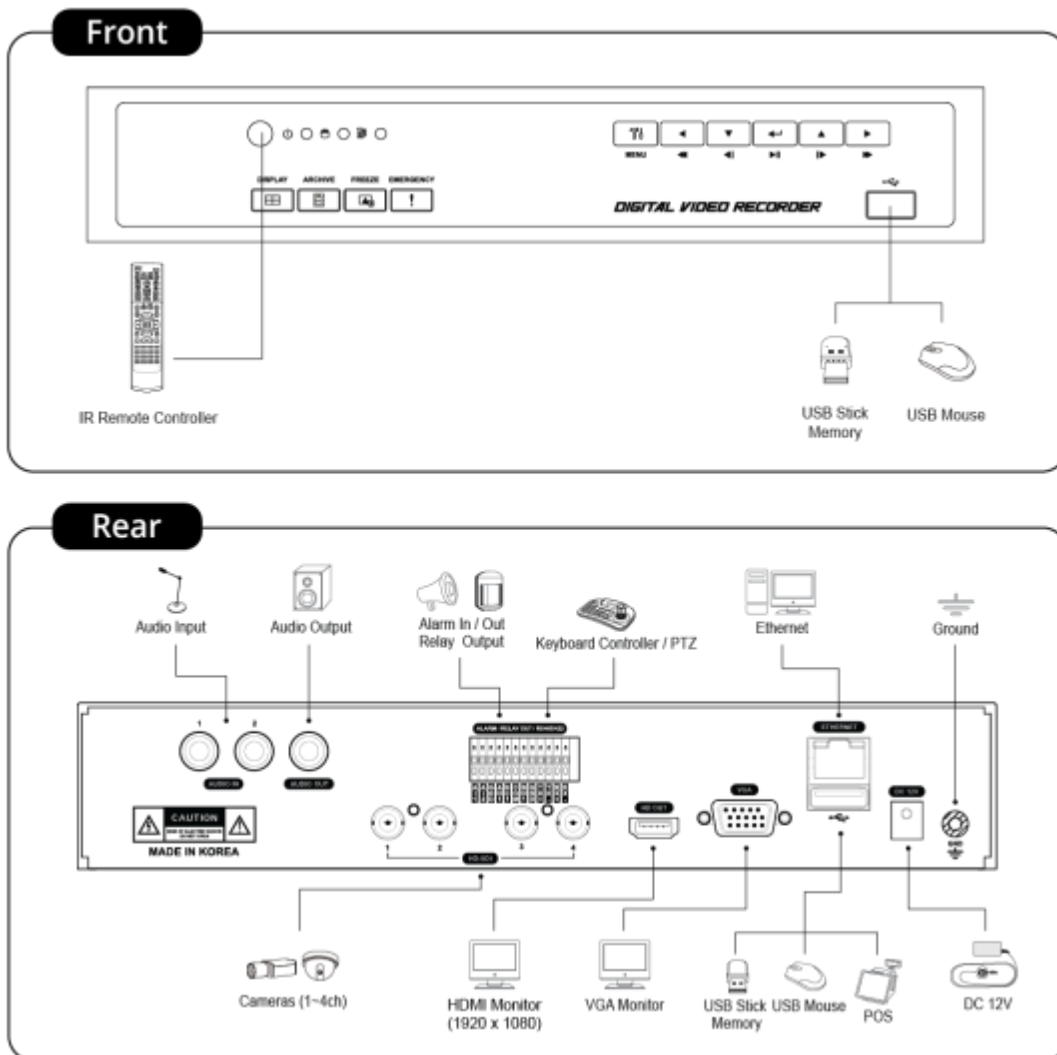 Front
DISPLAY ARCHIVE FREEZE EMERGENCY
MENU
DIGITAL VIDEO RECORDER
IR Remote Controller
USB Stick
Memory
USB Mouse
Rear
Audio Input
Audio Output
Alarm In / Out
Relay Output
Keyboard Controller / PTZ
Ethernet
Ground
1 2
AUDIO IN
AUDIO OUT
ETHERNET
HD OUT
VGA
DC 12V
CAUTION
MADE IN KOREA
1 2 3 4
HD-SDI
Cameras (1~4ch)
HDMI Monitor
(1920 x 1080)
VGA Monitor
USB Stick
Memory
USB Mouse
POS
DC 12V